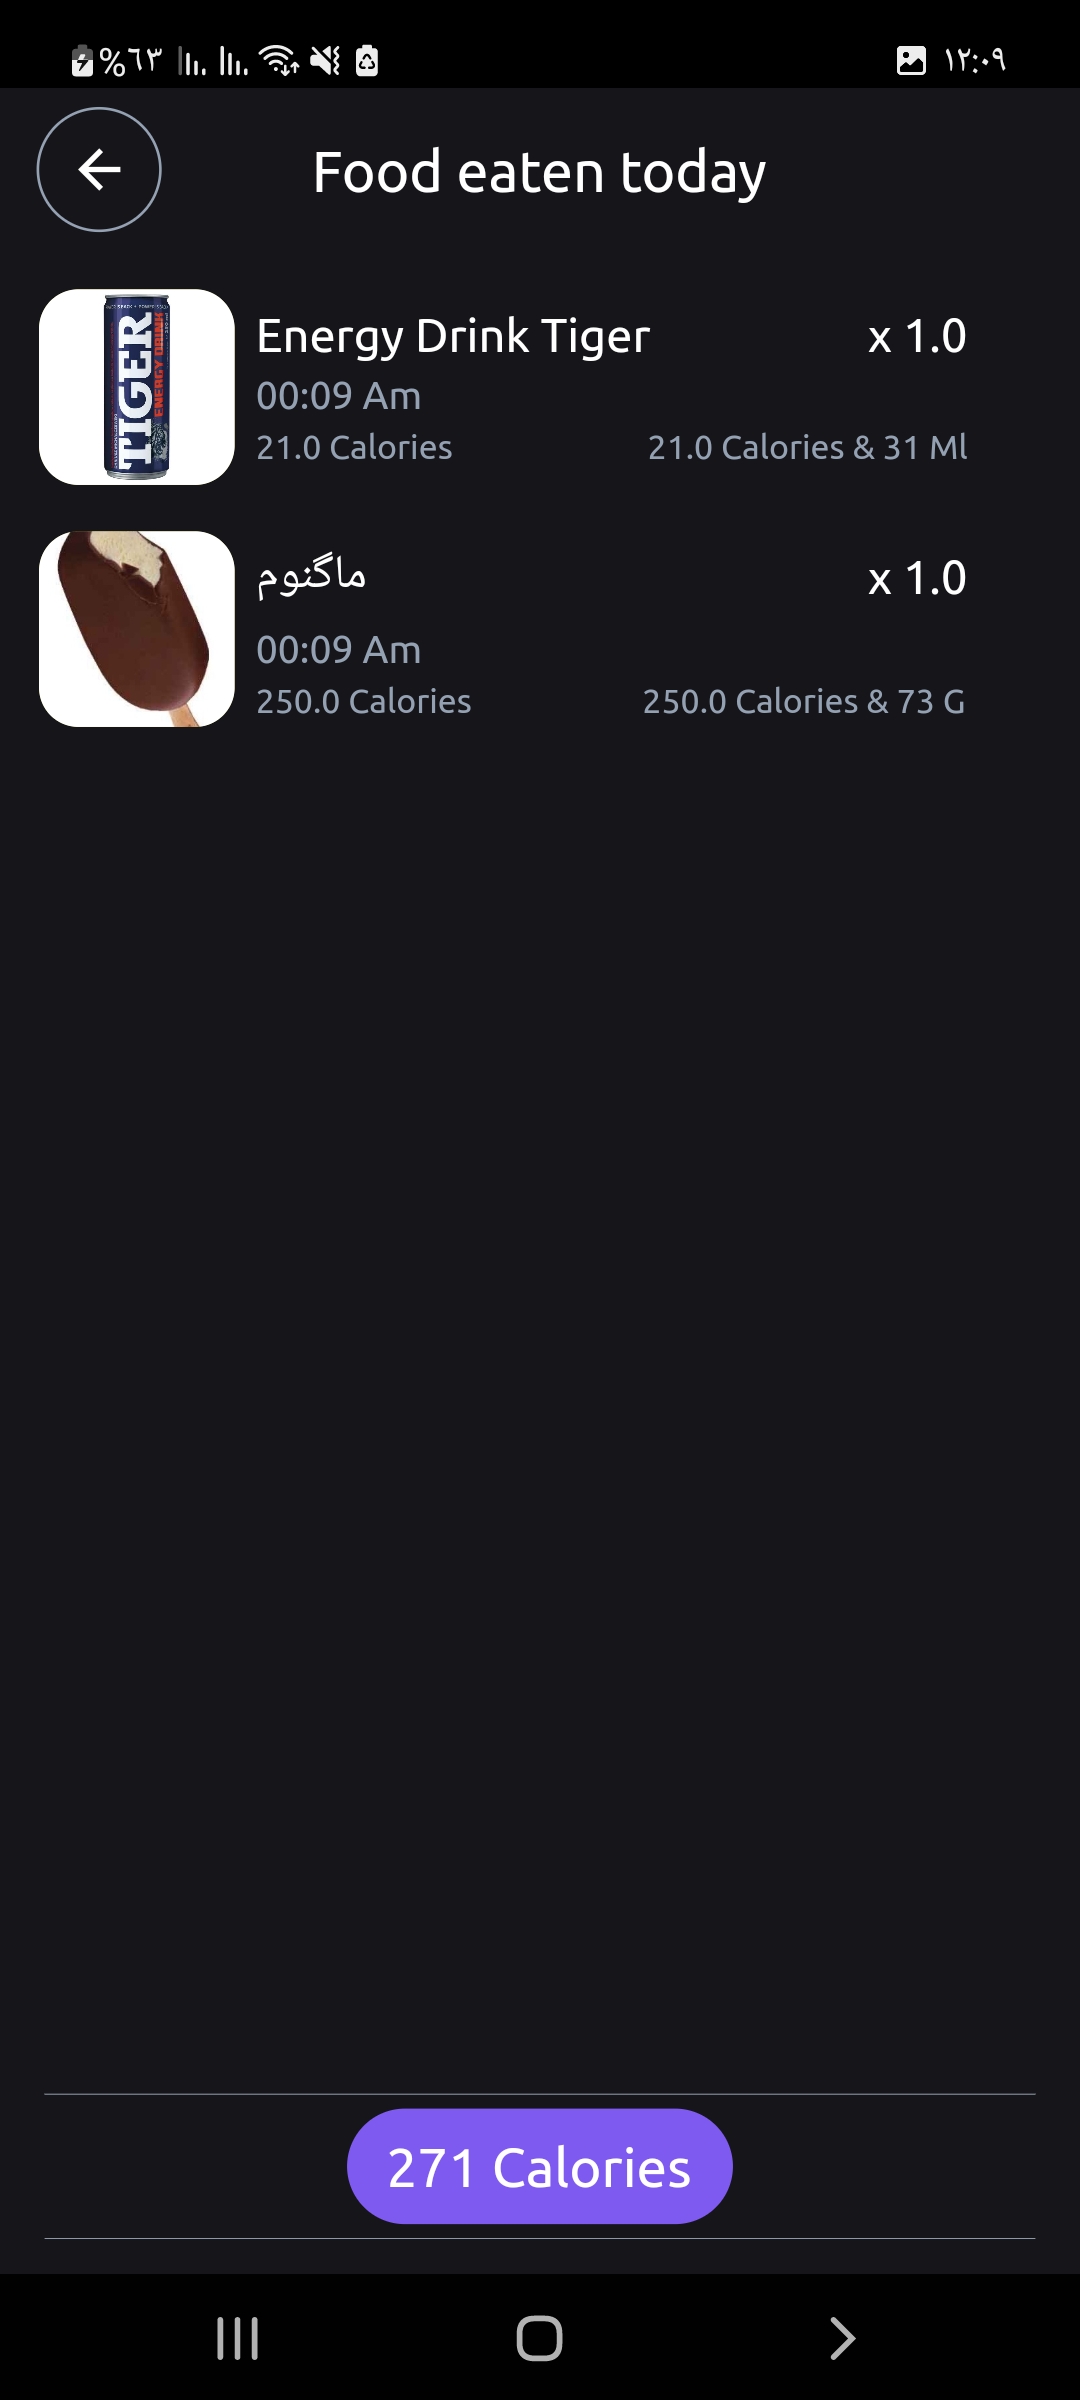 %٦٣ ١٢:٠٩
Food eaten today
TIGER
ENERGY DRINK
Energy Drink Tiger x 1.0
00:09 Am
21.0 Calories 21.0 Calories & 31 Ml
ماگنوم x 1.0
00:09 Am
250.0 Calories 250.0 Calories & 73 G
271 Calories